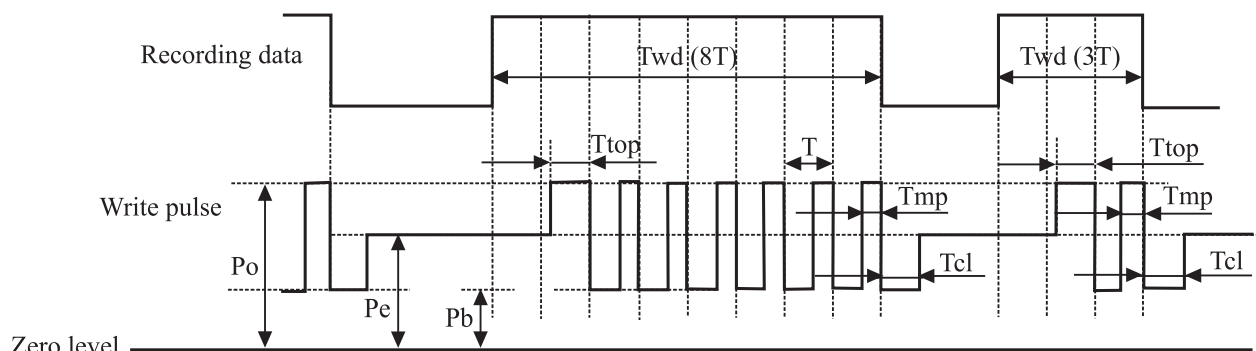 Recording data
Twd (8T)
Twd (3T)
Ttop
T
Ttop
Write pulse
Tmp
Tmp
Po
Pe
Pb
Tcl
Tcl
Zero level